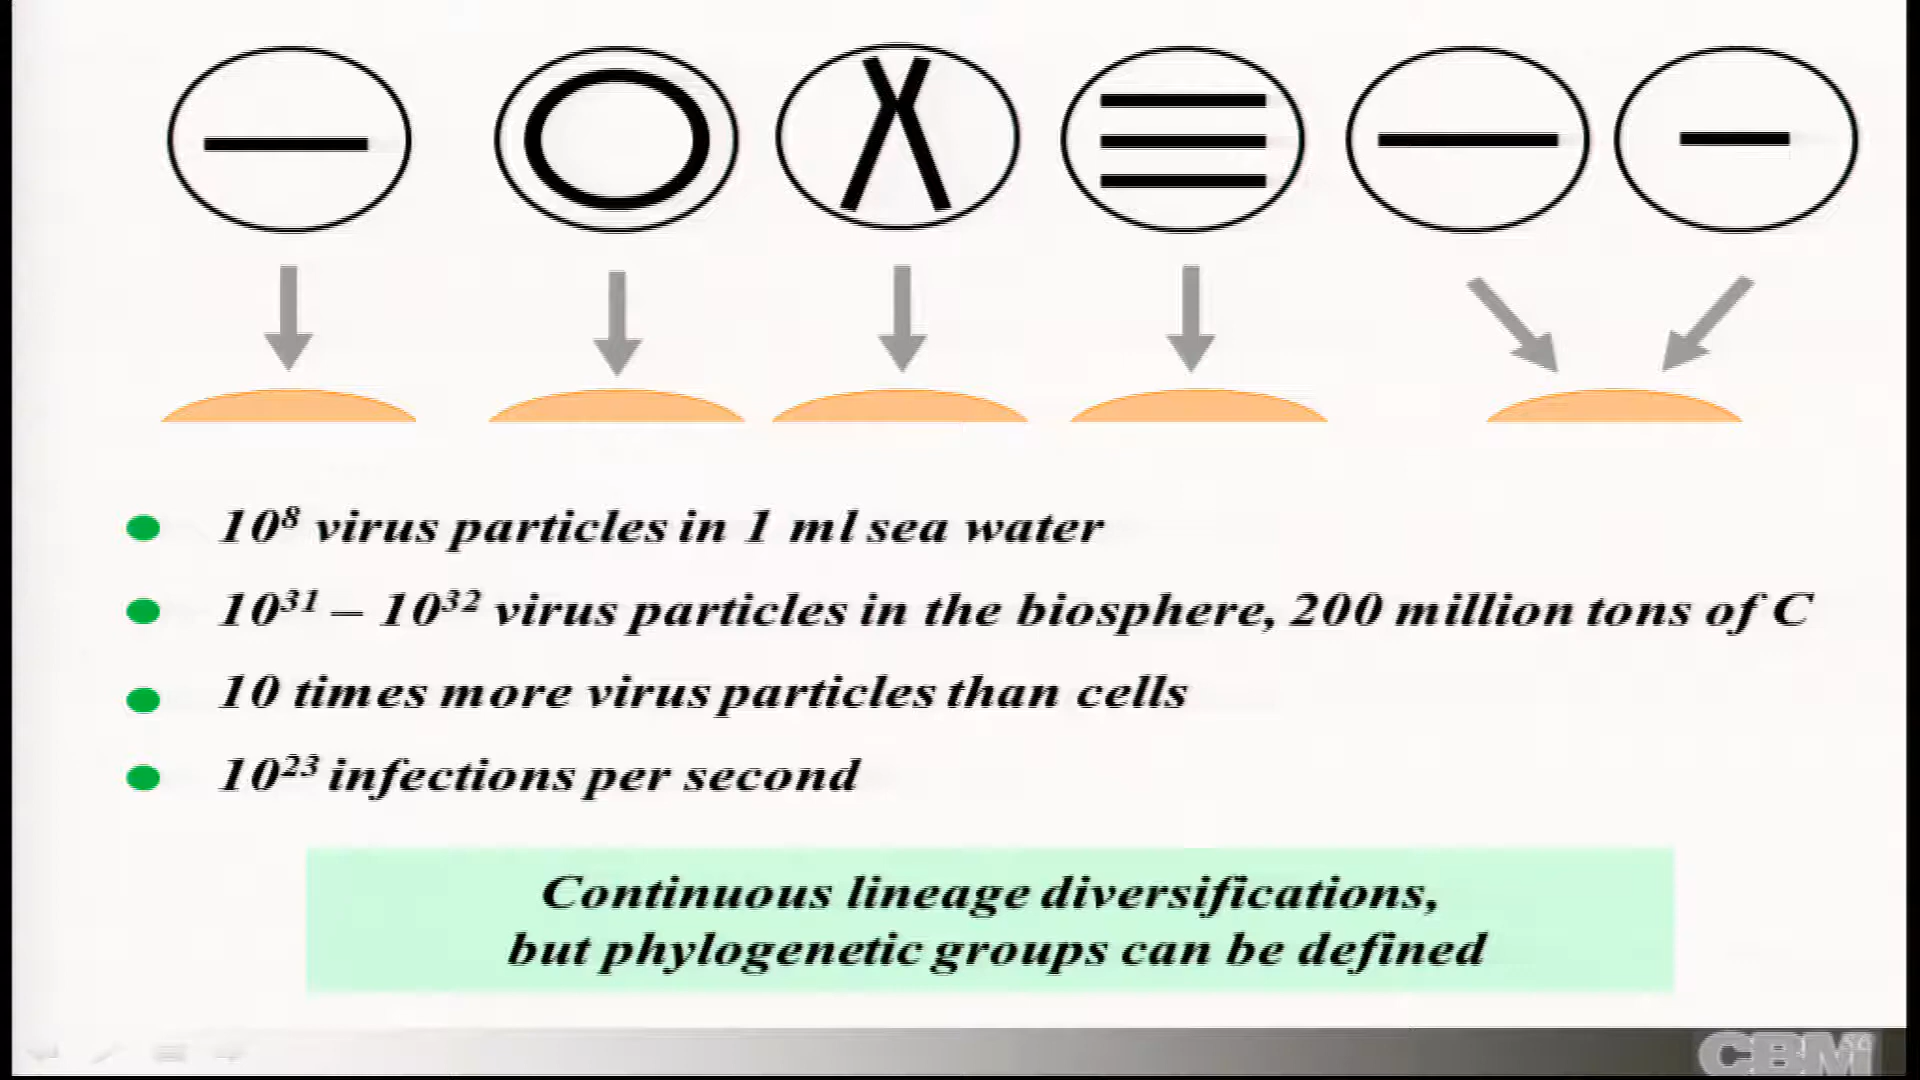 10⁸ virus particles in 1 ml sea water
10³¹ – 10³² virus particles in the biosphere, 200 million tons of C
10 times more virus particles than cells
10²³ infections per second
Continuous lineage diversifications,
but phylogenetic groups can be defined
CBM